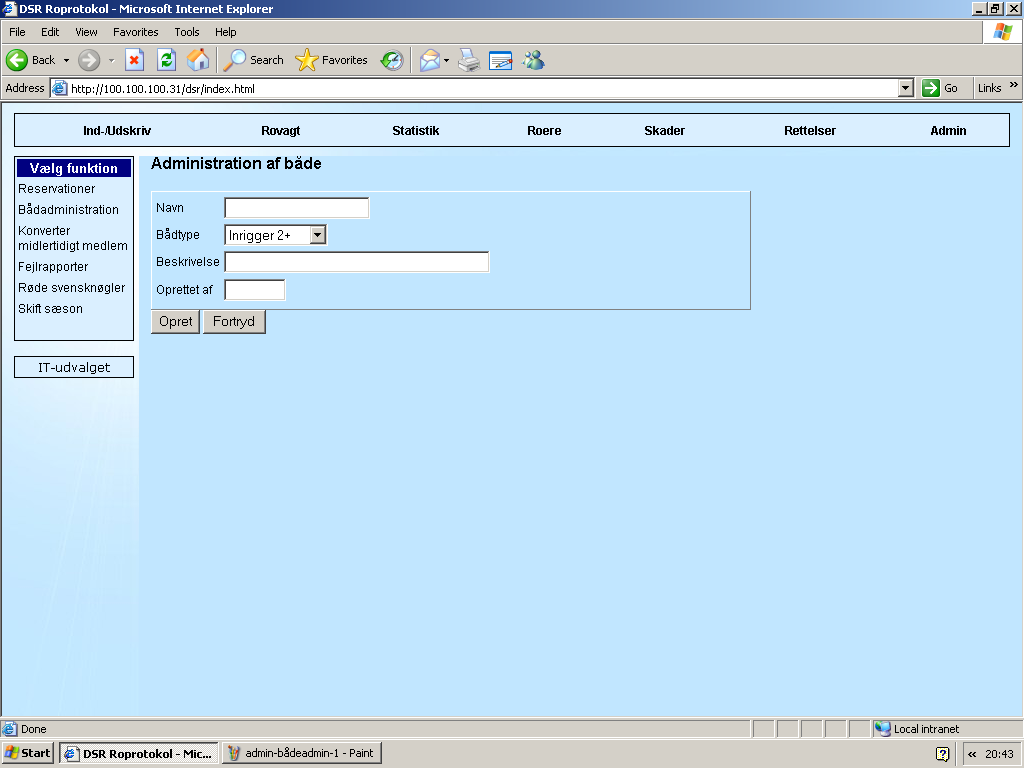 DSR Roprotokol - Microsoft Internet Explorer
File Edit View Favorites Tools Help
Back Search Favorites
Address http://100.100.100.31/dsr/index.html Go Links »
Ind-/Udskriv Rovagt Statistik Roere Skader Rettelser Admin
Vælg funktion
Reservationer
Bådadministration
Konverter
midlertidigt medlem
Fejlrapporter
Røde svensknøgler
Skift sæson
IT-udvalget
Administration af både
Navn
Bådtype Inrigger 2+
Beskrivelse
Oprettet af
Opret Fortryd
Done Local intranet
Start DSR Roprotokol - Mic... admin-bådeadmin-1 - Paint « 20:43